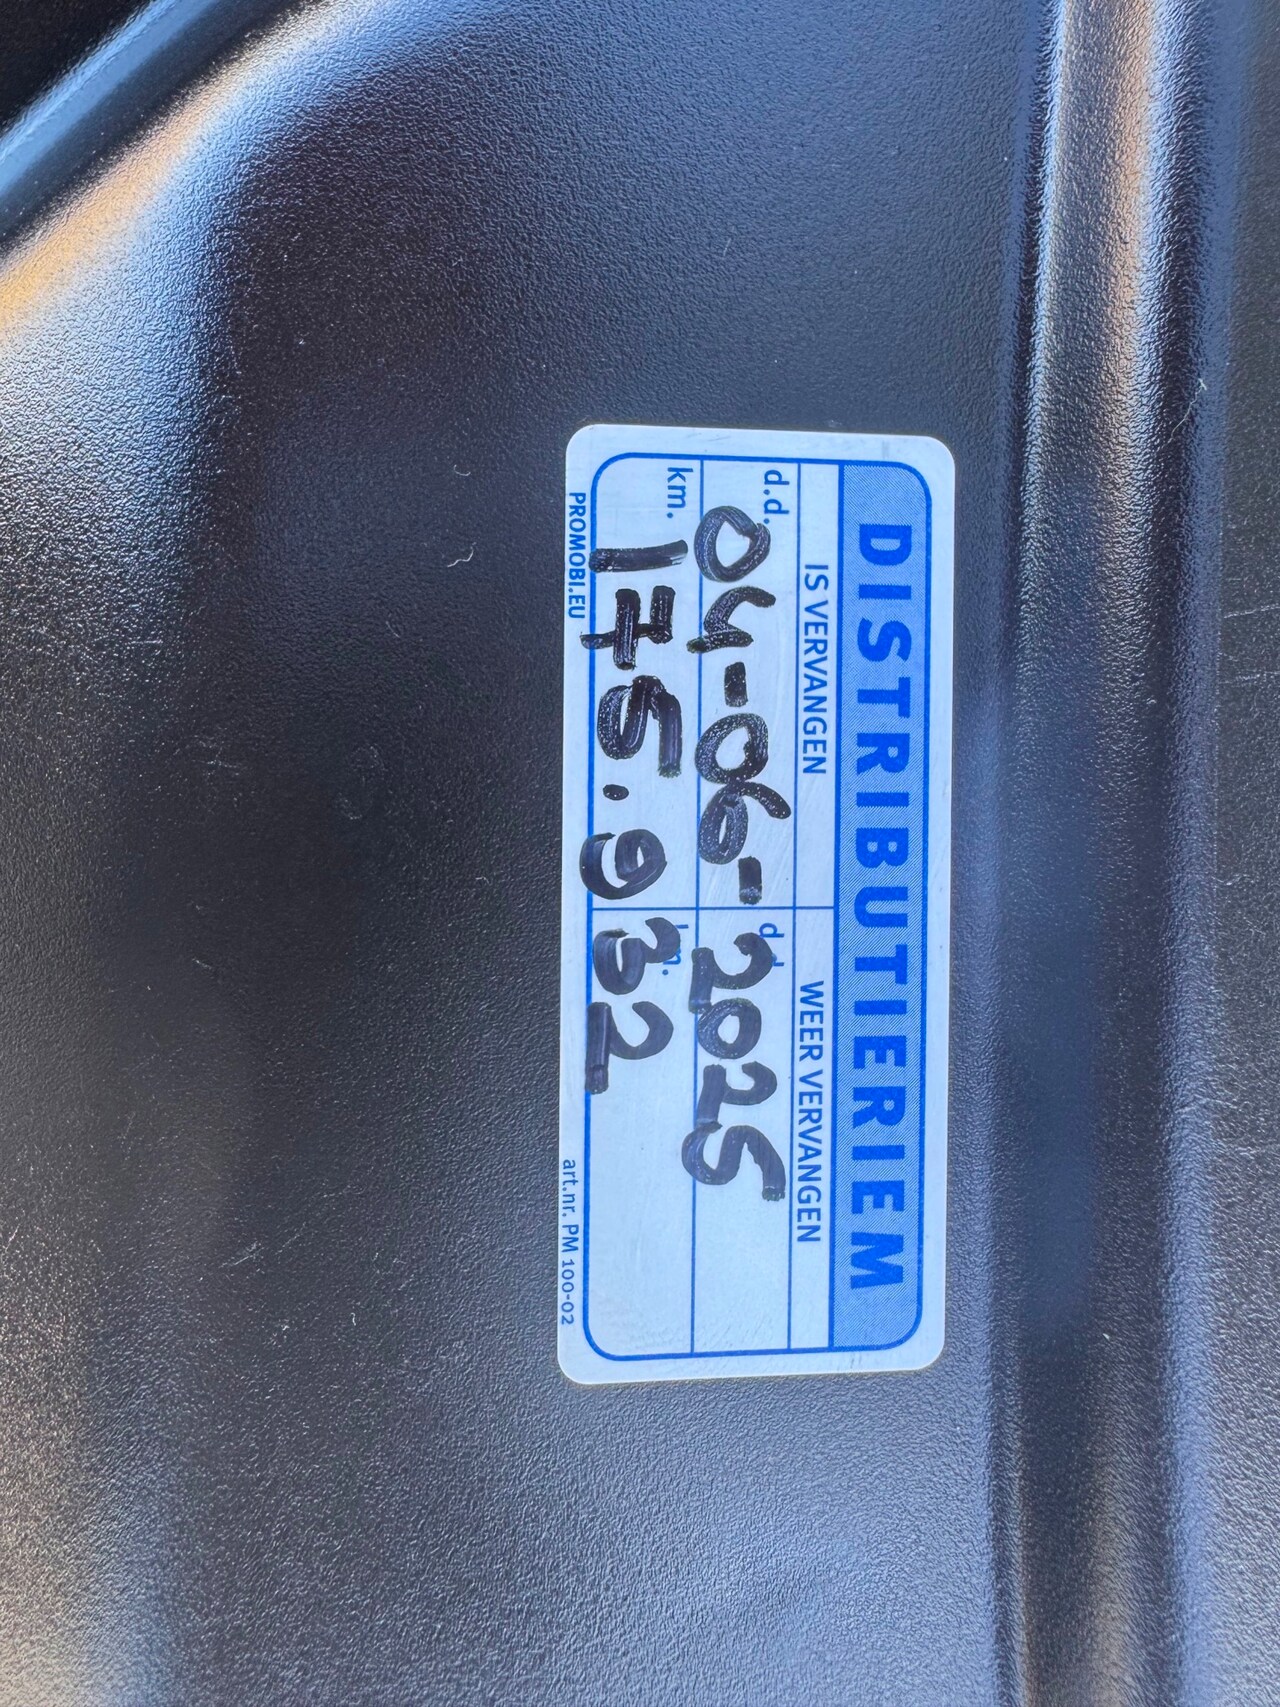 DISTRIBUTIERIEM
IS VERVANGEN WEER VERVANGEN
d.d. 04-06-2025 d.d.
km. 175.932 km.
PROMOBI.EU art.nr. PM 100-02